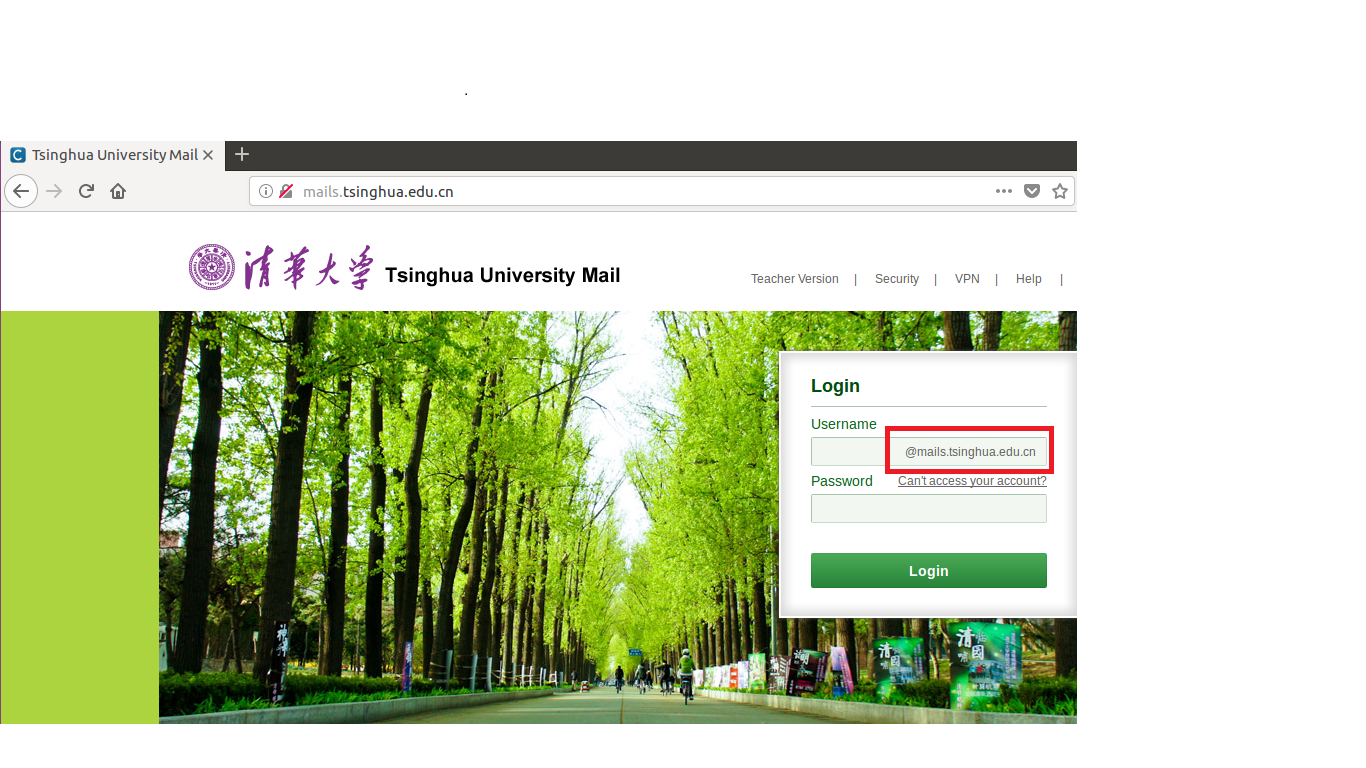 .
Tsinghua University Mail
mails.tsinghua.edu.cn
清華大学 Tsinghua University Mail
Teacher Version | Security | VPN | Help |
Login
Username
@mails.tsinghua.edu.cn
Password Can't access your account?
Login
清